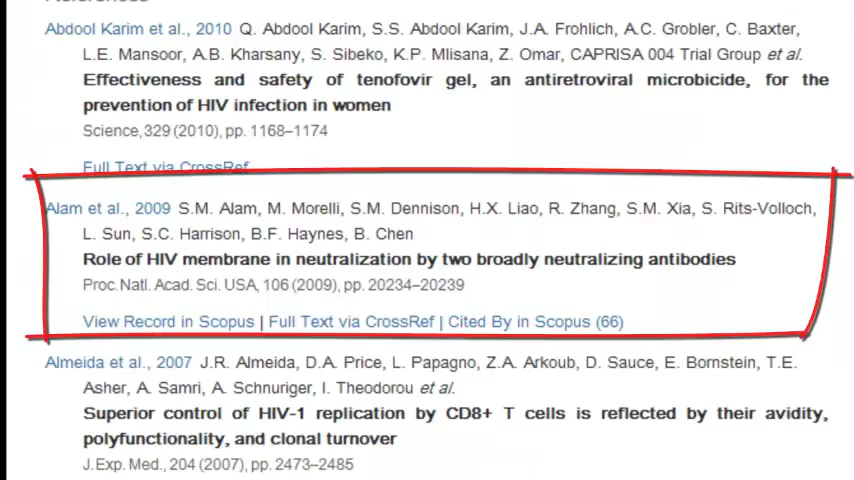 References
Abdool Karim et al., 2010 Q. Abdool Karim, S.S. Abdool Karim, J.A. Frohlich, A.C. Grobler, C. Baxter,
L.E. Mansoor, A.B. Kharsany, S. Sibeko, K.P. Mlisana, Z. Omar, CAPRISA 004 Trial Group et al.
Effectiveness and safety of tenofovir gel, an antiretroviral microbicide, for the
prevention of HIV infection in women
Science, 329 (2010), pp. 1168–1174
Full Text via CrossRef
Alam et al., 2009 S.M. Alam, M. Morelli, S.M. Dennison, H.X. Liao, R. Zhang, S.M. Xia, S. Rits-Volloch,
L. Sun, S.C. Harrison, B.F. Haynes, B. Chen
Role of HIV membrane in neutralization by two broadly neutralizing antibodies
Proc. Natl. Acad. Sci. USA, 106 (2009), pp. 20234–20239
View Record in Scopus | Full Text via CrossRef | Cited By in Scopus (66)
Almeida et al., 2007 J.R. Almeida, D.A. Price, L. Papagno, Z.A. Arkoub, D. Sauce, E. Bornstein, T.E.
Asher, A. Samri, A. Schnuriger, I. Theodorou et al.
Superior control of HIV-1 replication by CD8+ T cells is reflected by their avidity,
polyfunctionality, and clonal turnover
J. Exp. Med., 204 (2007), pp. 2473–2485